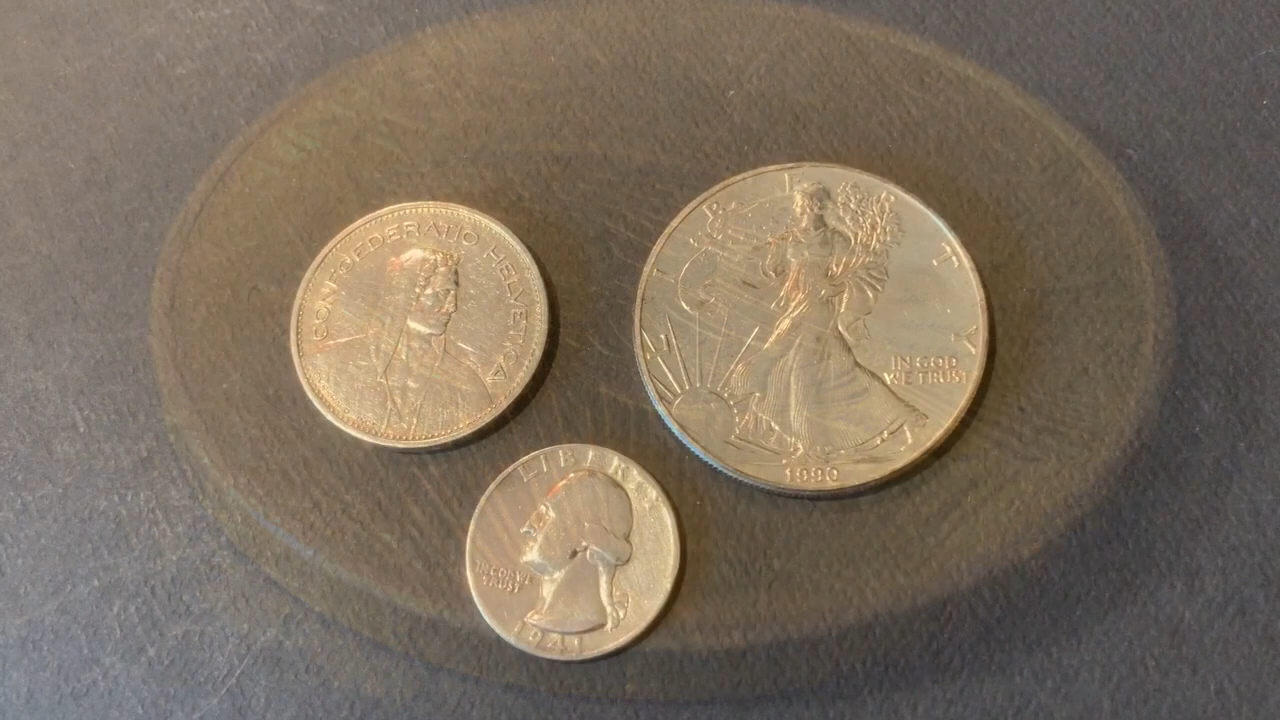 CONFOEDERATIO HELVETICA
LIBERTY
IN GOD
WE TRUST
1990
LIBERTY
IN GOD WE
TRUST
1941